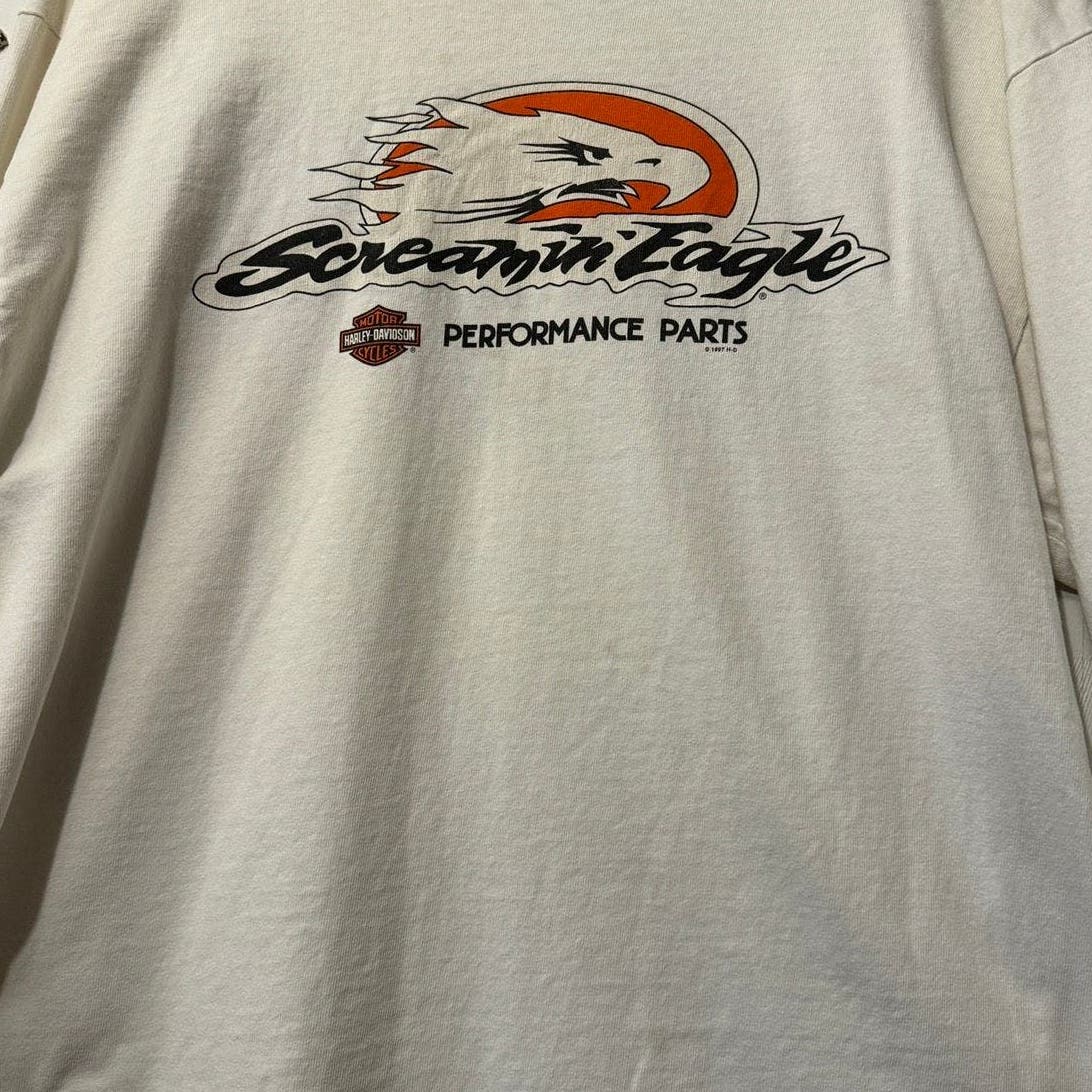 Screamin' Eagle ®
MOTOR
HARLEY-DAVIDSON
CYCLES ®
PERFORMANCE PARTS
© 1997 H-D